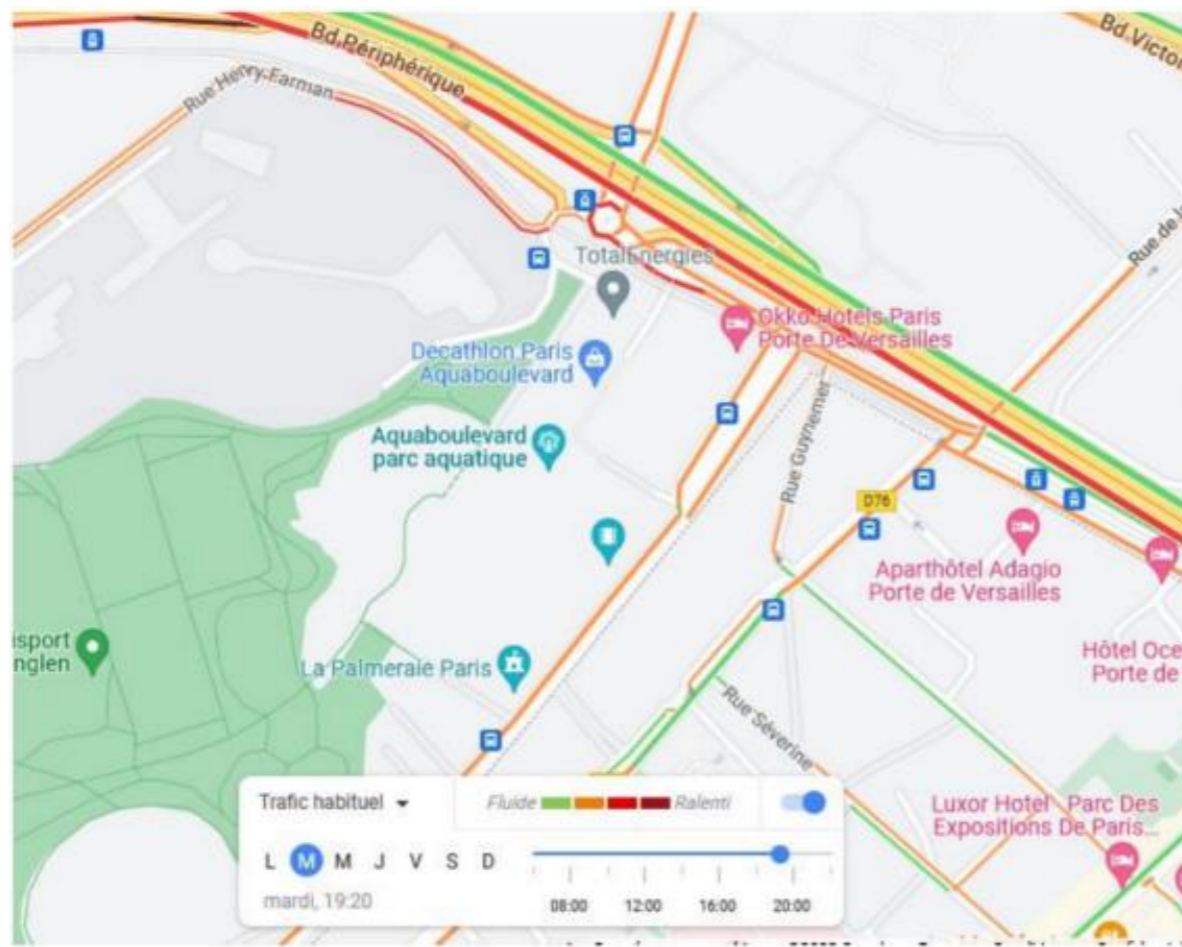 Bd Périphérique
Bd Victor
Rue Henry Farman
Rue de la
TotalEnergies
Okko Hotels Paris
Porte De Versailles
Decathlon Paris
Aquaboulevard
Aquaboulevard
parc aquatique
Rue Guynemer
D76
Aparthôtel Adagio
Porte de Versailles
isport
nglen
La Palmeraie Paris
Hôtel Oce
Porte de
Rue Séverine
Luxor Hotel - Parc Des
Expositions De Paris...
Trafic habituel
Fluide
Ralenti
L M M J V S D
mardi, 19:20
08:00 12:00 16:00 20:00